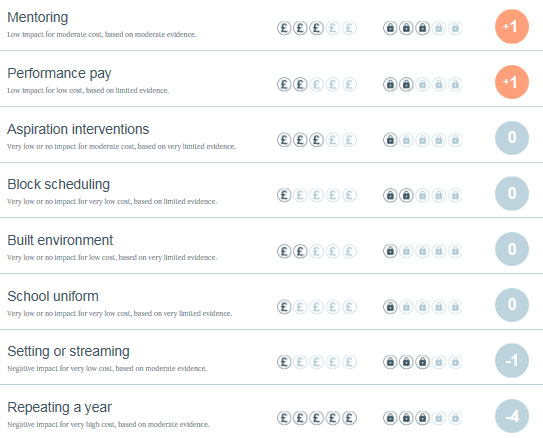 Mentoring
Low impact for moderate cost, based on moderate evidence.
£ £ £ £ £
+1
Performance pay
Low impact for low cost, based on limited evidence.
£ £ £ £ £
+1
Aspiration interventions
Very low or no impact for moderate cost, based on very limited evidence.
£ £ £ £ £
0
Block scheduling
Very low or no impact for very low cost, based on limited evidence.
£ £ £ £ £
0
Built environment
Very low or no impact for low cost, based on very limited evidence.
£ £ £ £ £
0
School uniform
Very low or no impact for very low cost, based on very limited evidence.
£ £ £ £ £
0
Setting or streaming
Negative impact for very low cost, based on moderate evidence.
£ £ £ £ £
-1
Repeating a year
Negative impact for very high cost, based on moderate evidence.
£ £ £ £ £
-4